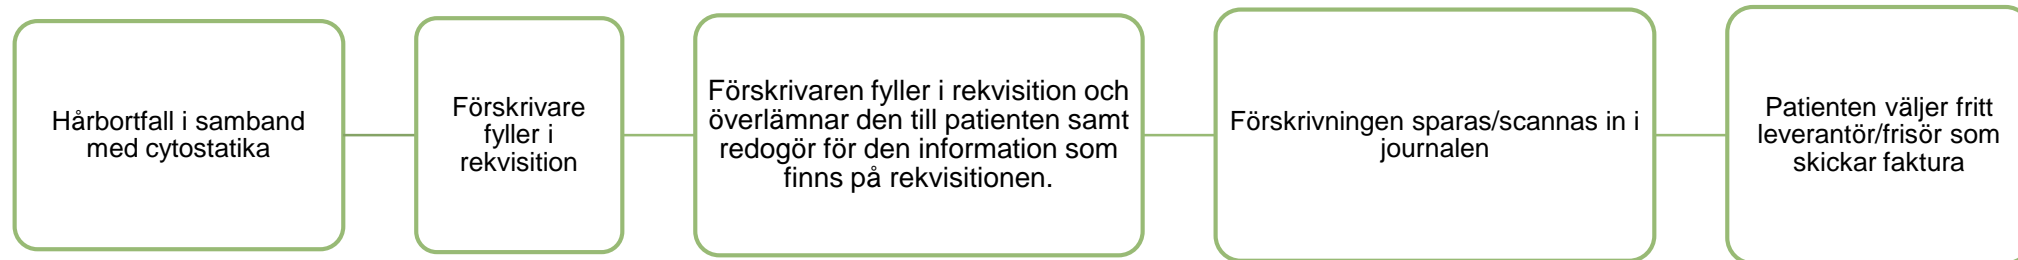 Hårbortfall i samband
med cytostatika
Förskrivare
fyller i
rekvisition
Förskrivaren fyller i rekvisition och
överlämnar den till patienten samt
redogör för den information som
finns på rekvisitionen.
Förskrivningen sparas/scannas in i
journalen
Patienten väljer fritt
leverantör/frisör som
skickar faktura